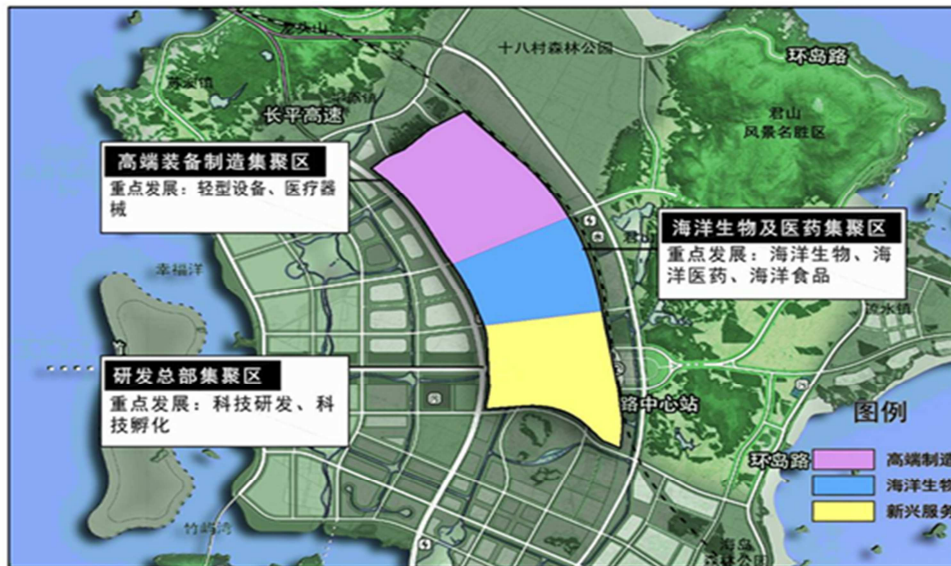 龙头山
十八村森林公园
环岛路
长平高速
君山
风景名胜区
高端装备制造集聚区
重点发展：轻型设备、医疗器
械
海洋生物及医药集聚区
重点发展：海洋生物、海
洋医药、海洋食品
幸福洋
流水镇
研发总部集聚区
重点发展：科技研发、科
技孵化
路中心站
图例
环岛路
高端制造
海洋生物
新兴服务
竹屿湾
海岛
森林公园